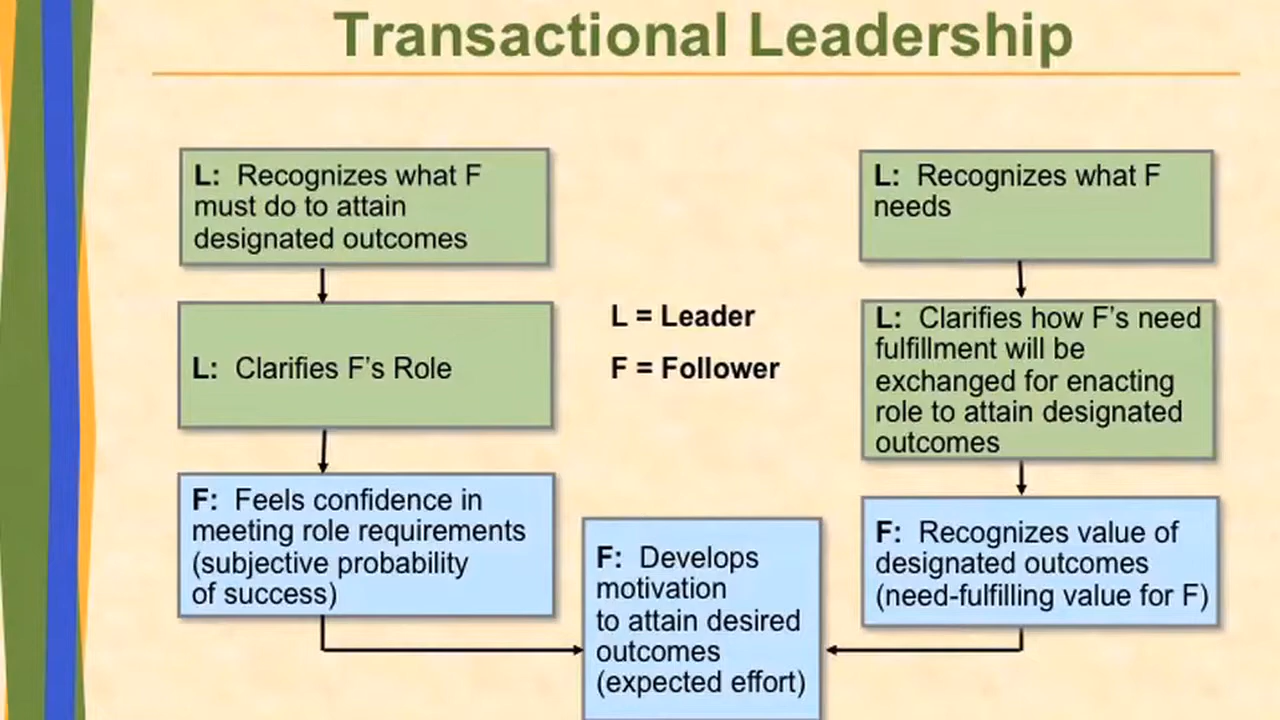 Transactional Leadership
L: Recognizes what F
must do to attain
designated outcomes
L: Clarifies F’s Role
F: Feels confidence in
meeting role requirements
(subjective probability
of success)
L = Leader
F = Follower
L: Recognizes what F
needs
L: Clarifies how F’s need
fulfillment will be
exchanged for enacting
role to attain designated
outcomes
F: Recognizes value of
designated outcomes
(need-fulfilling value for F)
F: Develops
motivation
to attain desired
outcomes
(expected effort)